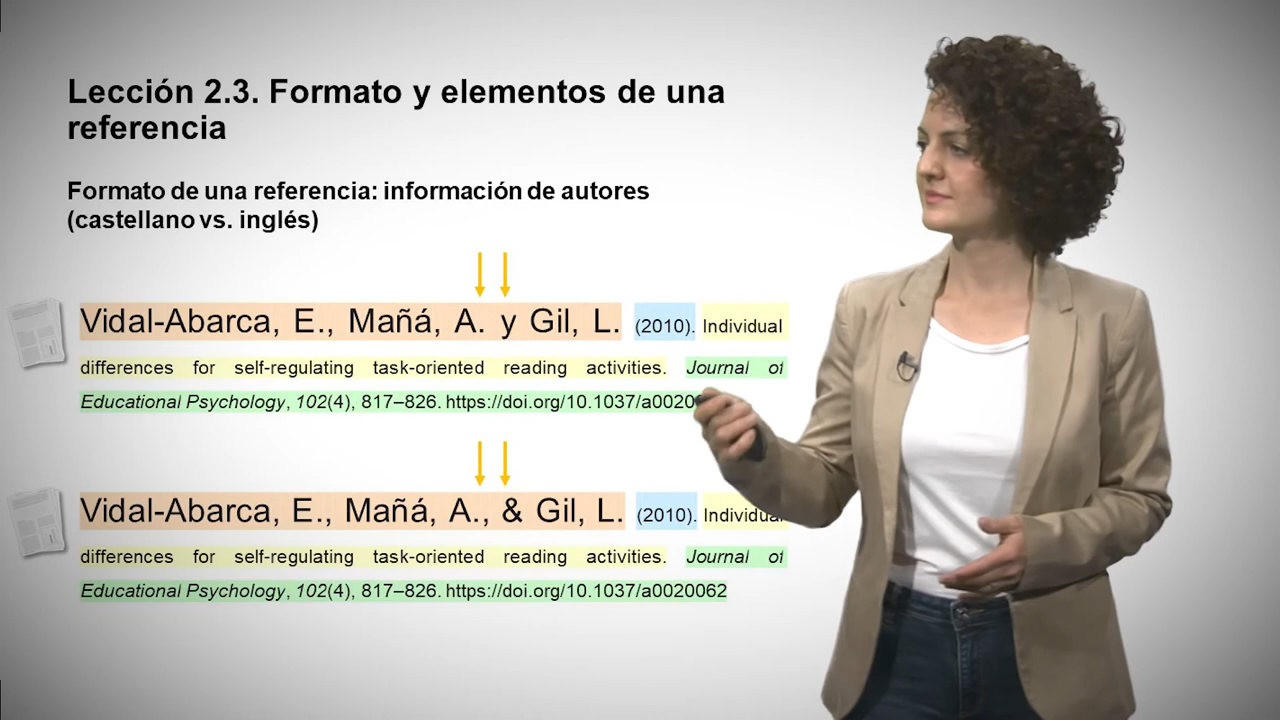 Lección 2.3. Formato y elementos de una
referencia
Formato de una referencia: información de autores
(castellano vs. inglés)
Vidal-Abarca, E., Mañá, A. y Gil, L. (2010). Individual
differences for self-regulating task-oriented reading activities. Journal of
Educational Psychology, 102(4), 817–826. https://doi.org/10.1037/a0020
Vidal-Abarca, E., Mañá, A., & Gil, L. (2010). Individual
differences for self-regulating task-oriented reading activities. Journal of
Educational Psychology, 102(4), 817–826. https://doi.org/10.1037/a0020062